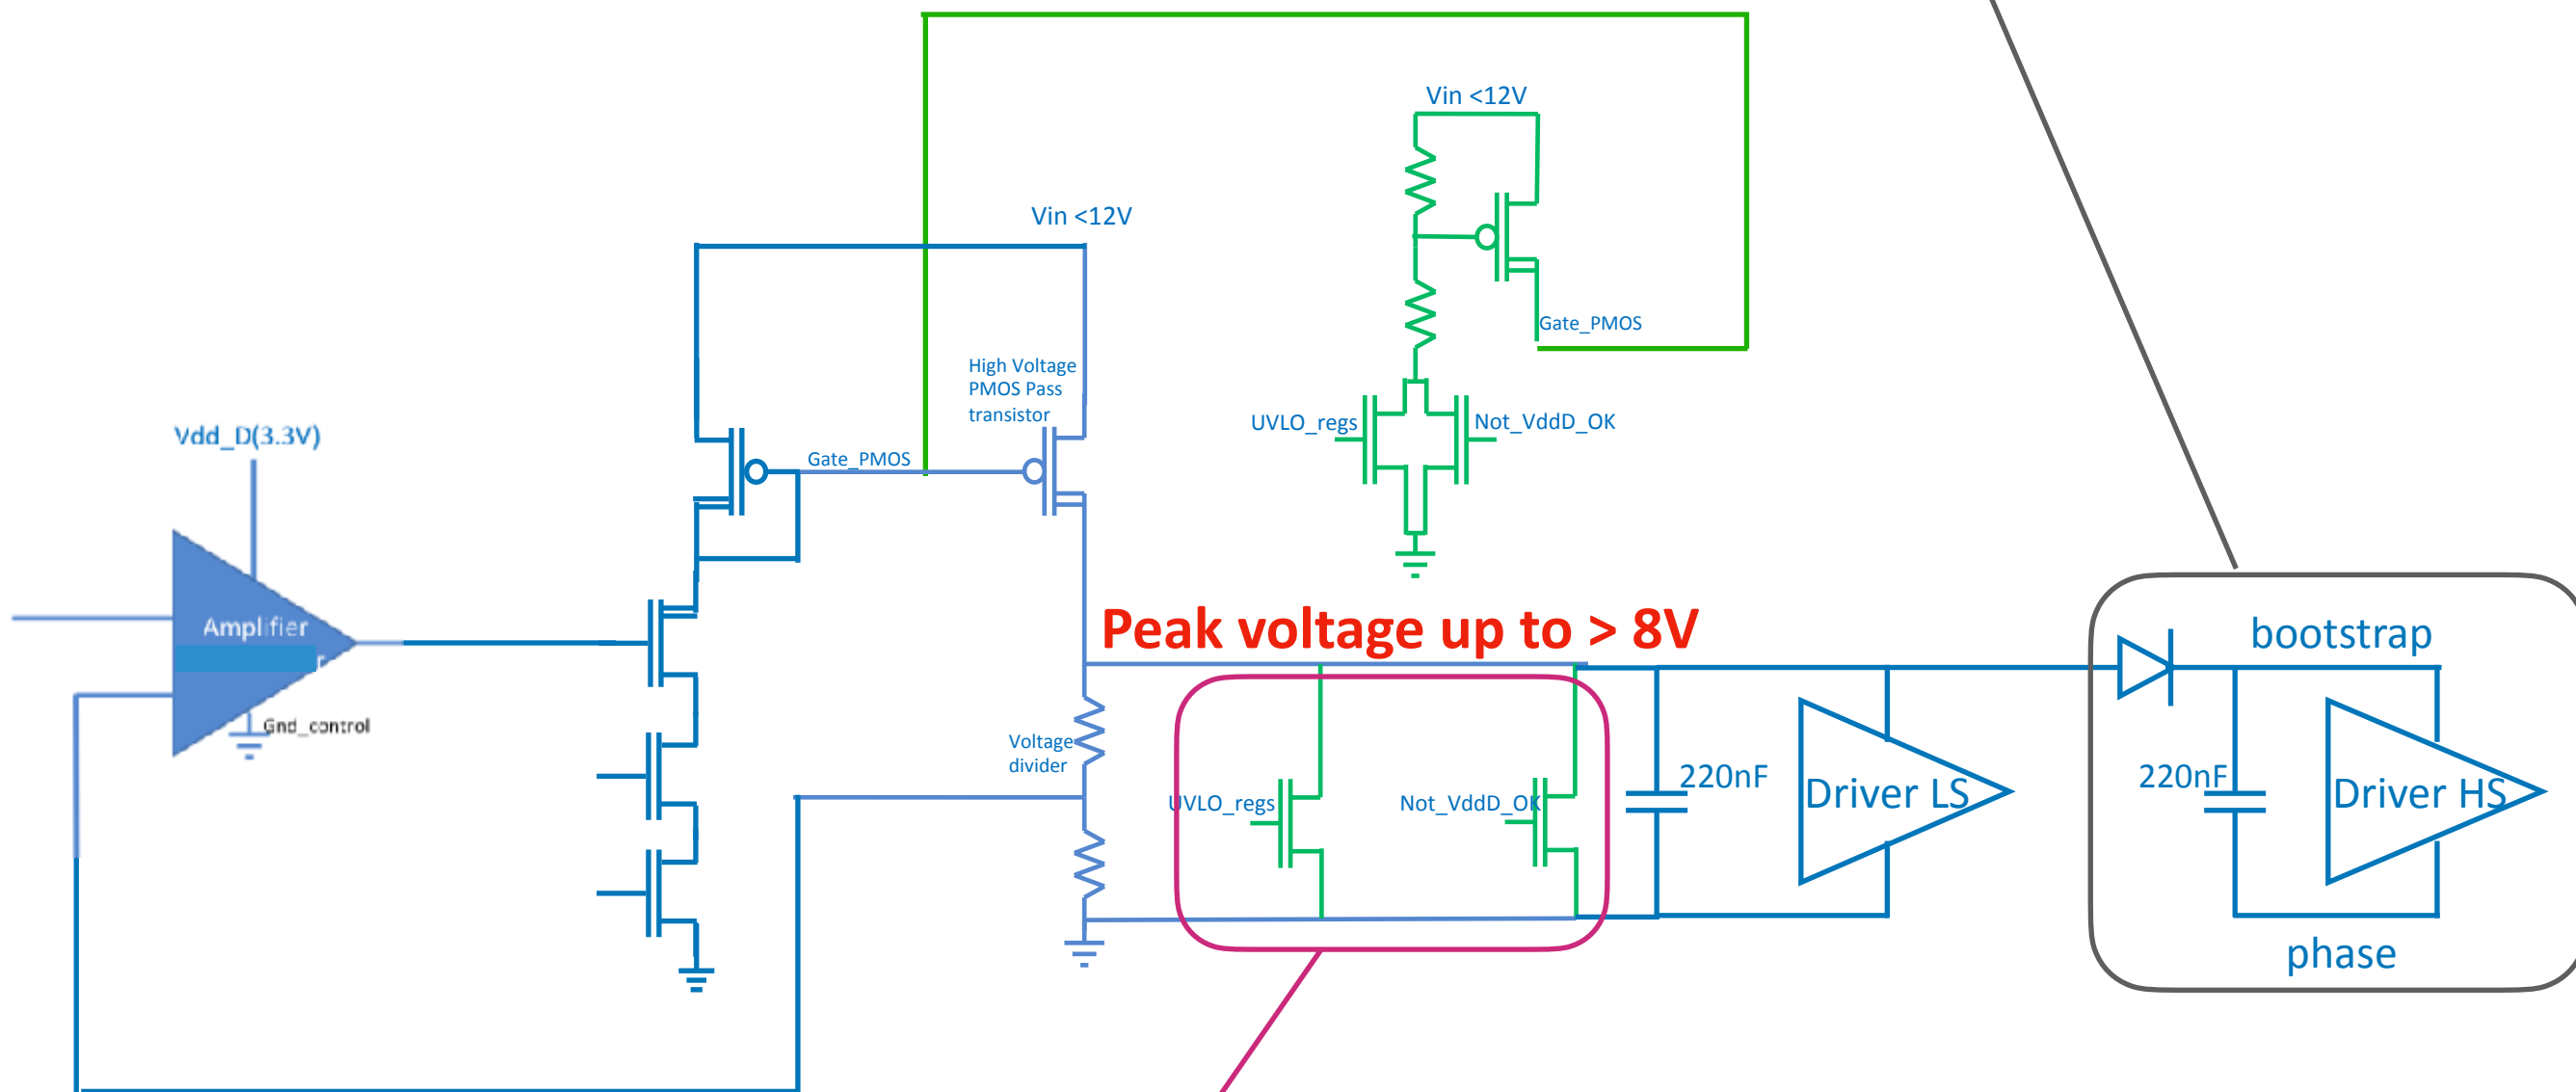 Vin <12V
Vin <12V
Gate_PMOS
High Voltage
PMOS Pass
transistor
UVLO_regs
Not_VddD_OK
Vdd_D(3.3V)
Gate_PMOS
Amplifier
Peak voltage up to > 8V
bootstrap
Gnd_control
Voltage
divider
220nF
Driver LS
220nF
Driver HS
UVLO_regs
Not_VddD_OK
phase